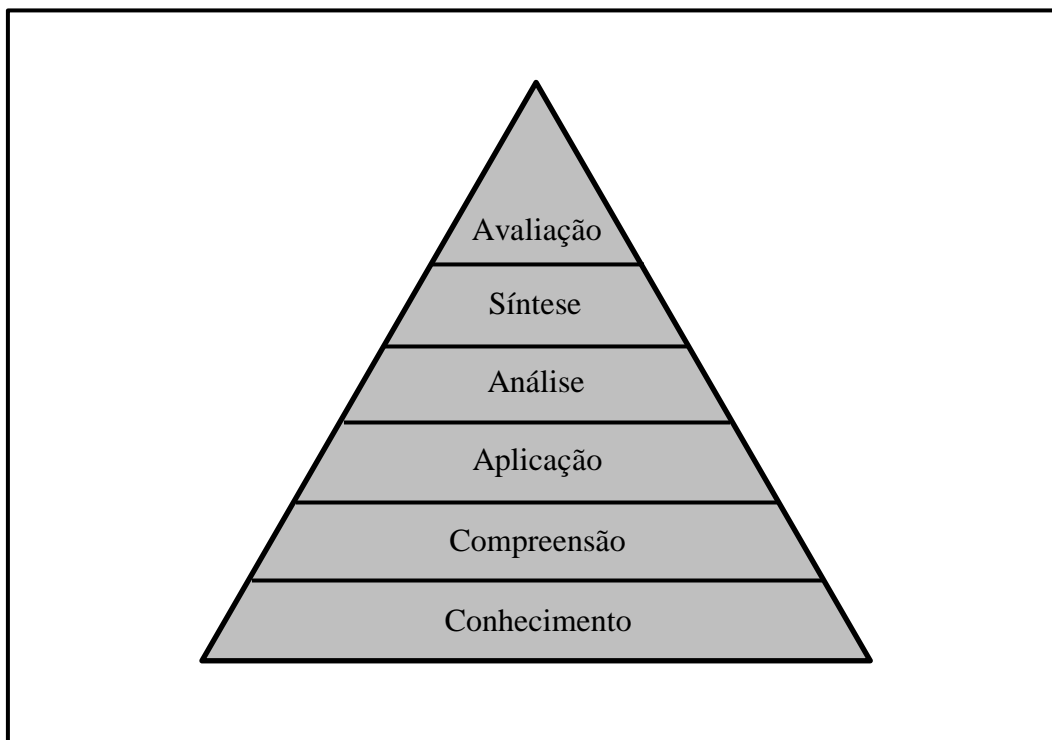 Avaliação
Síntese
Análise
Aplicação
Compreensão
Conhecimento